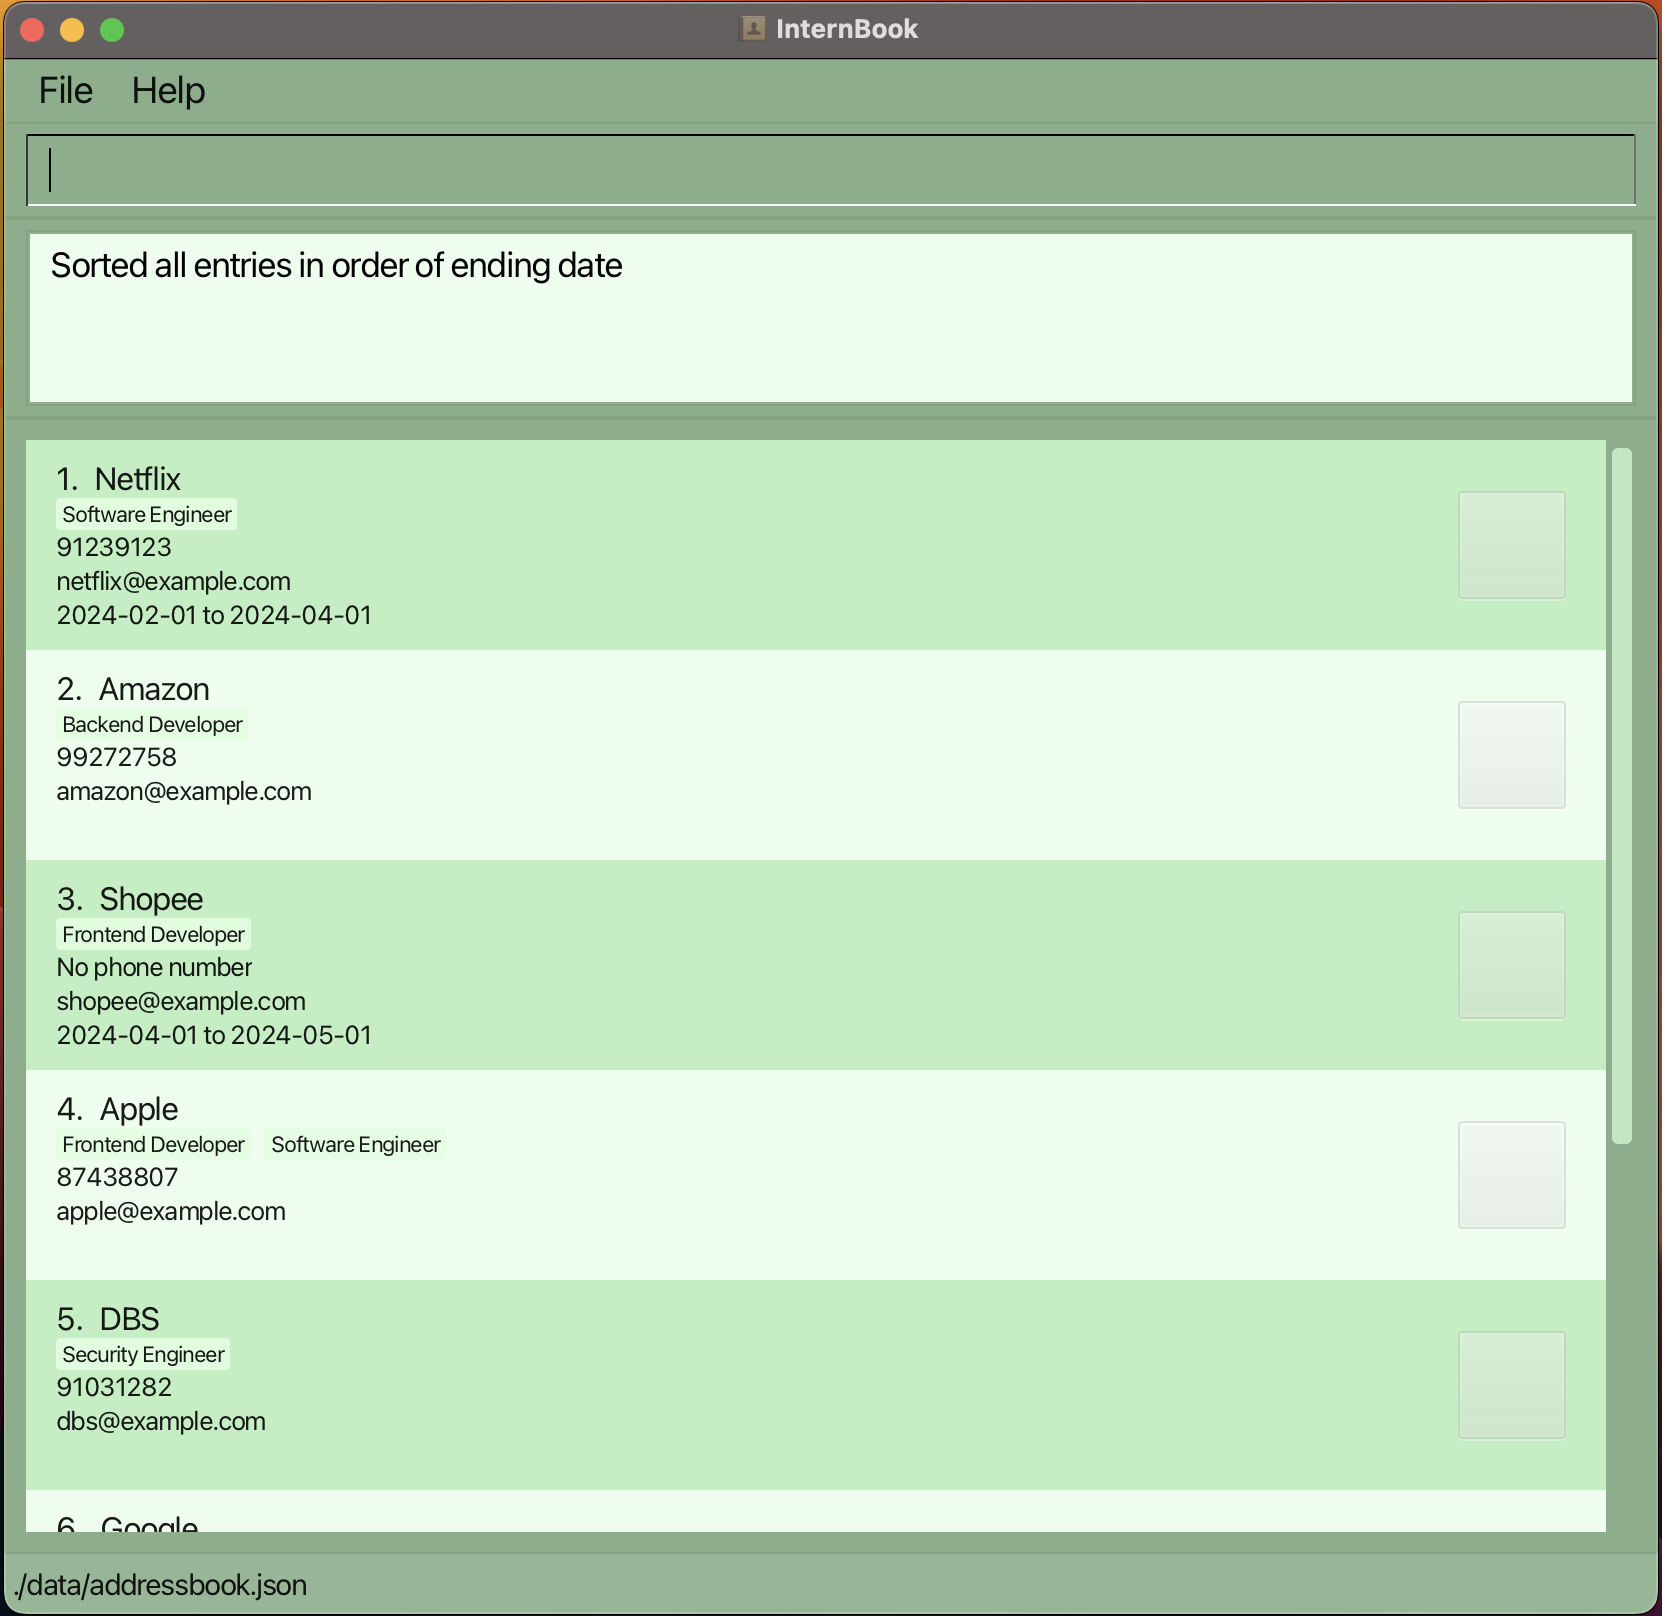 InternBook
File Help
Sorted all entries in order of ending date
1. Netflix
Software Engineer
91239123
netflix@example.com
2024-02-01 to 2024-04-01
2. Amazon
Backend Developer
99272758
amazon@example.com
3. Shopee
Frontend Developer
No phone number
shopee@example.com
2024-04-01 to 2024-05-01
4. Apple
Frontend Developer Software Engineer
87438807
apple@example.com
5. DBS
Security Engineer
91031282
dbs@example.com
6. Google
./data/addressbook.json